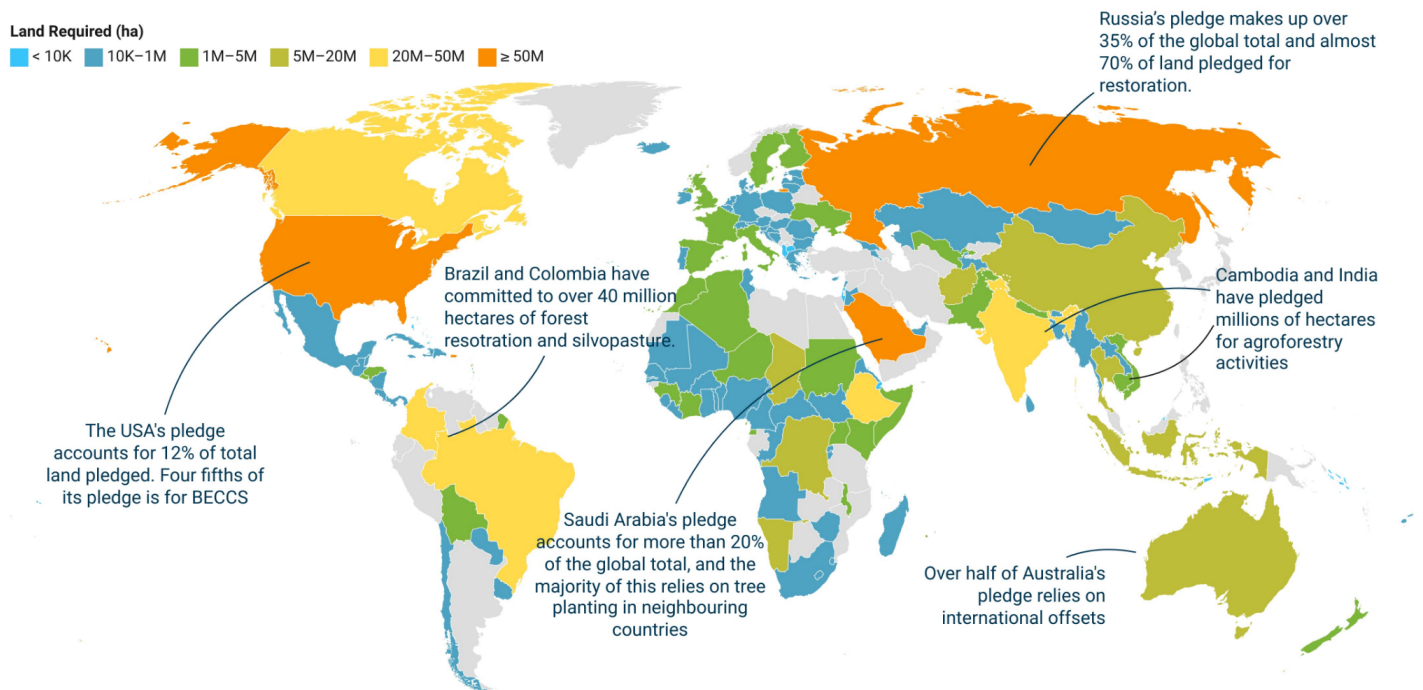 Land Required (ha)
< 10K 10K–1M 1M–5M 5M–20M 20M–50M ≥ 50M
Russia's pledge makes up over
35% of the global total and almost
70% of land pledged for
restoration.
Brazil and Colombia have
committed to over 40 million
hectares of forest
resotration and silvopasture.
Cambodia and India
have pledged
millions of hectares
for agroforestry
activities
The USA's pledge
accounts for 12% of total
land pledged. Four fifths of
its pledge is for BECCS
Saudi Arabia's pledge
accounts for more than 20%
of the global total, and the
majority of this relies on tree
planting in neighbouring
countries
Over half of Australia's
pledge relies on
international offsets